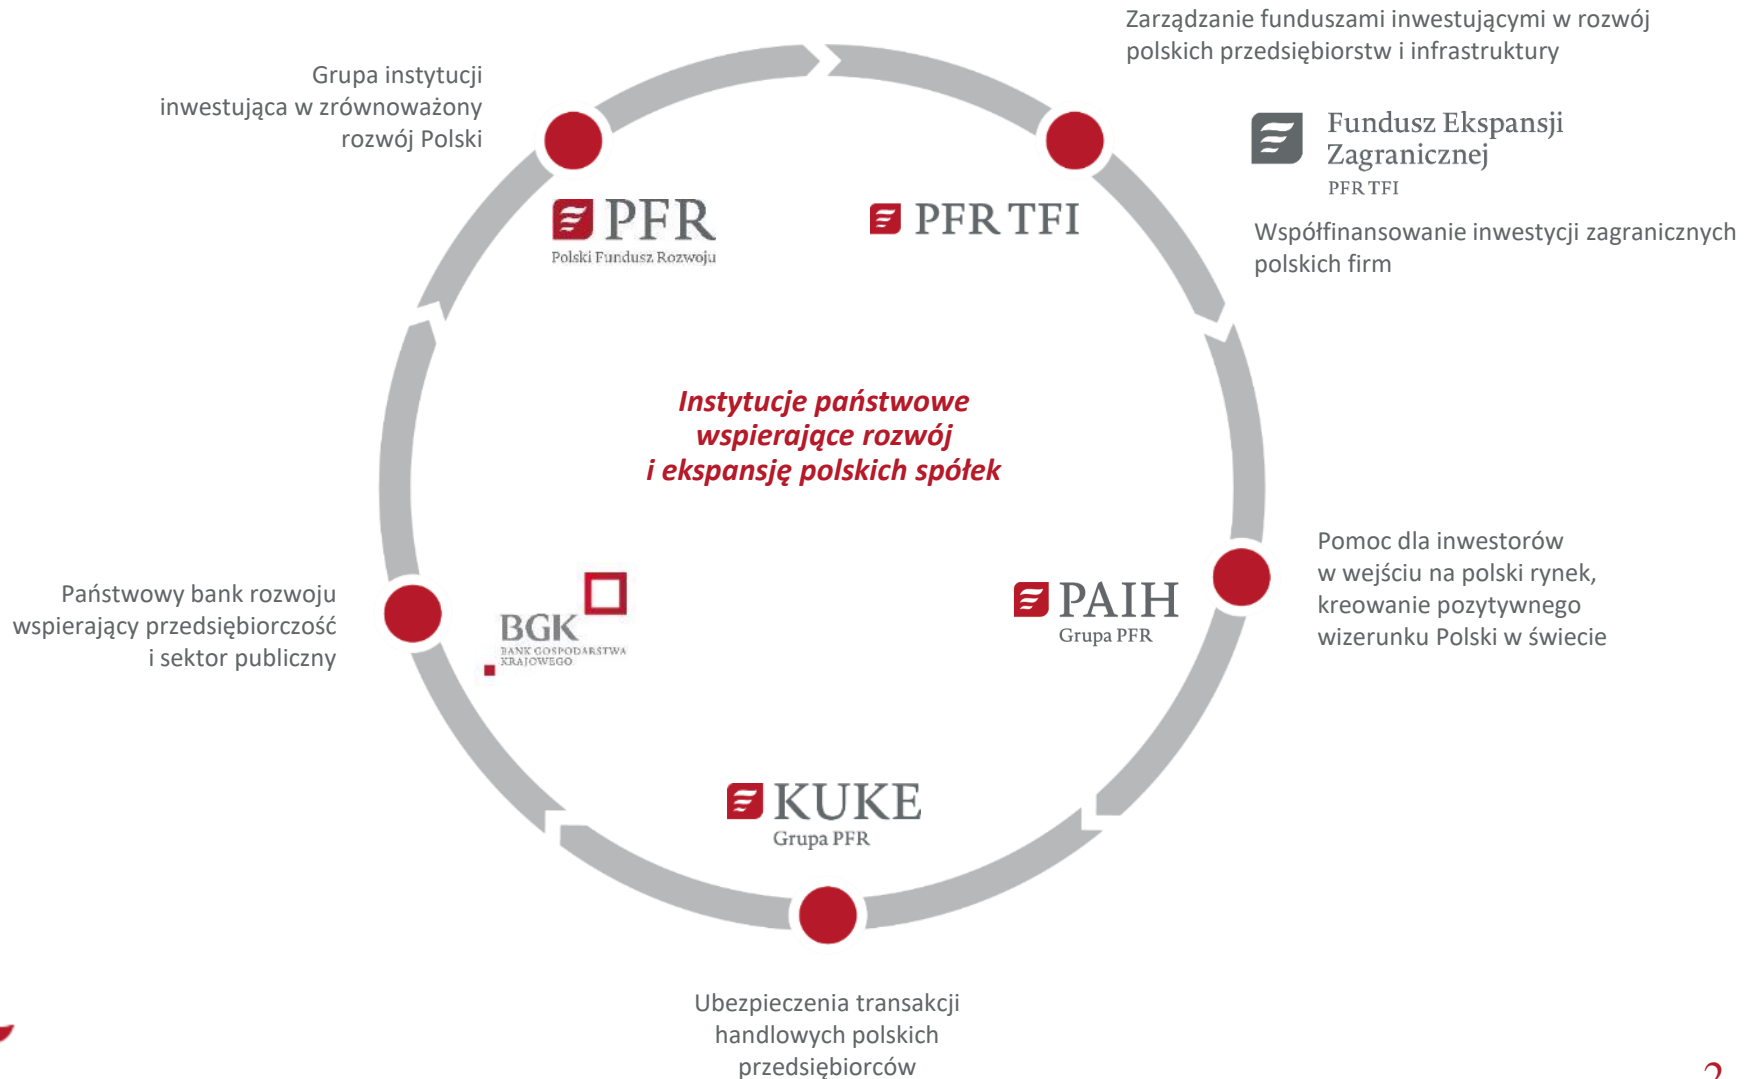 Zarządzanie funduszami inwestującymi w rozwój
polskich przedsiębiorstw i infrastruktury
Grupa instytucji
inwestująca w zrównoważony
rozwój Polski
Fundusz Ekspansji
Zagranicznej
PFR TFI
Współfinansowanie inwestycji zagranicznych
polskich firm
PFR
Polski Fundusz Rozwoju
PFR TFI
Instytucje państwowe
wspierające rozwój
i ekspansję polskich spółek
Pomoc dla inwestorów
w wejściu na polski rynek,
kreowanie pozytywnego
wizerunku Polski w świecie
PAIH
Grupa PFR
Państwowy bank rozwoju
wspierający przedsiębiorczość
i sektor publiczny
BGK
BANK GOSPODARSTWA
KRAJOWEGO
KUKE
Grupa PFR
Ubezpieczenia transakcji
handlowych polskich
przedsiębiorców